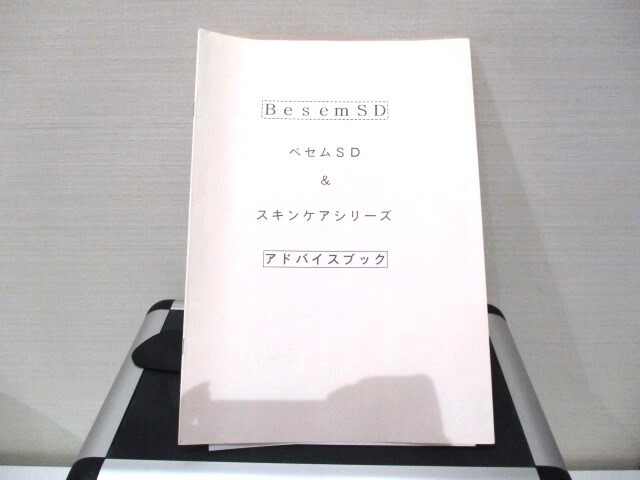 BesemSD
ベセムSD
&
スキンケアシリーズ
アドバイスブック